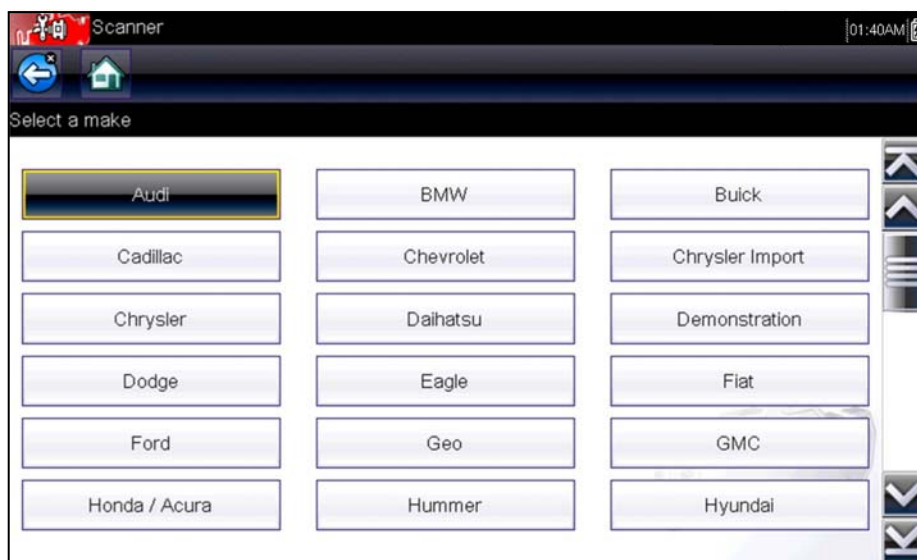 Scanner
01:40AM
Select a make
Audi BMW Buick
Cadillac Chevrolet Chrysler Import
Chrysler Daihatsu Demonstration
Dodge Eagle Fiat
Ford Geo GMC
Honda / Acura Hummer Hyundai